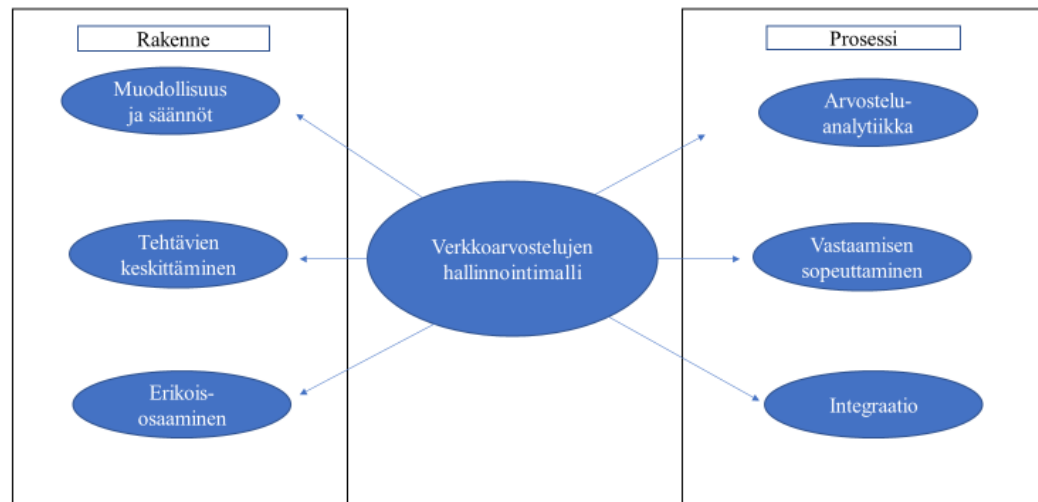 Rakenne
Muodollisuus
ja säännöt
Tehtävien
keskittäminen
Erikois-
osaaminen
Verkkoarvostelujen
hallinnointimalli
Prosessi
Arvostelu-
analytiikka
Vastaamisen
sopeuttaminen
Integraatio